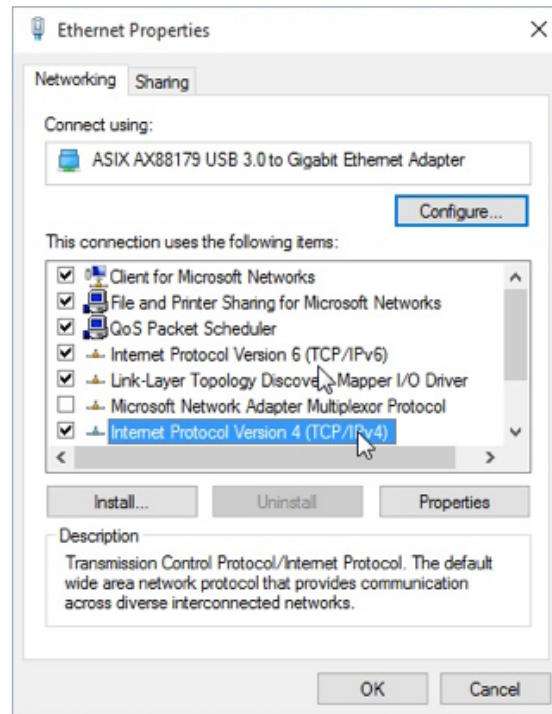 Ethernet Properties
Networking
Sharing
Connect using:
ASIX AX88179 USB 3.0 to Gigabit Ethernet Adapter
Configure...
This connection uses the following items:
Client for Microsoft Networks
File and Printer Sharing for Microsoft Networks
QoS Packet Scheduler
Internet Protocol Version 6 (TCP/IPv6)
Link-Layer Topology Discovery Mapper I/O Driver
Microsoft Network Adapter Multiplexor Protocol
Internet Protocol Version 4 (TCP/IPv4)
Install...
Uninstall
Properties
Description
Transmission Control Protocol/Internet Protocol. The default
wide area network protocol that provides communication
across diverse interconnected networks.
OK
Cancel